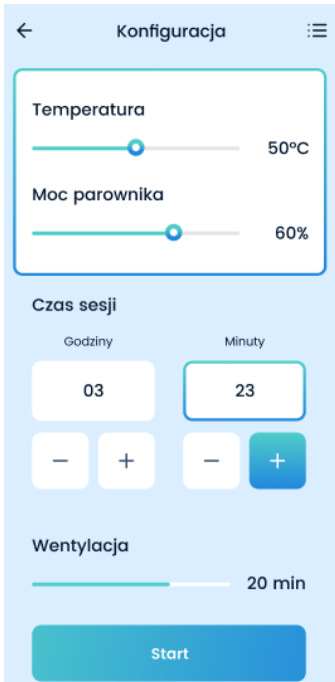 Konfiguracja
Temperatura
50°C
Moc parownika
60%
Czas sesji
Godziny Minuty
03 23
− + − +
Wentylacja
20 min
Start